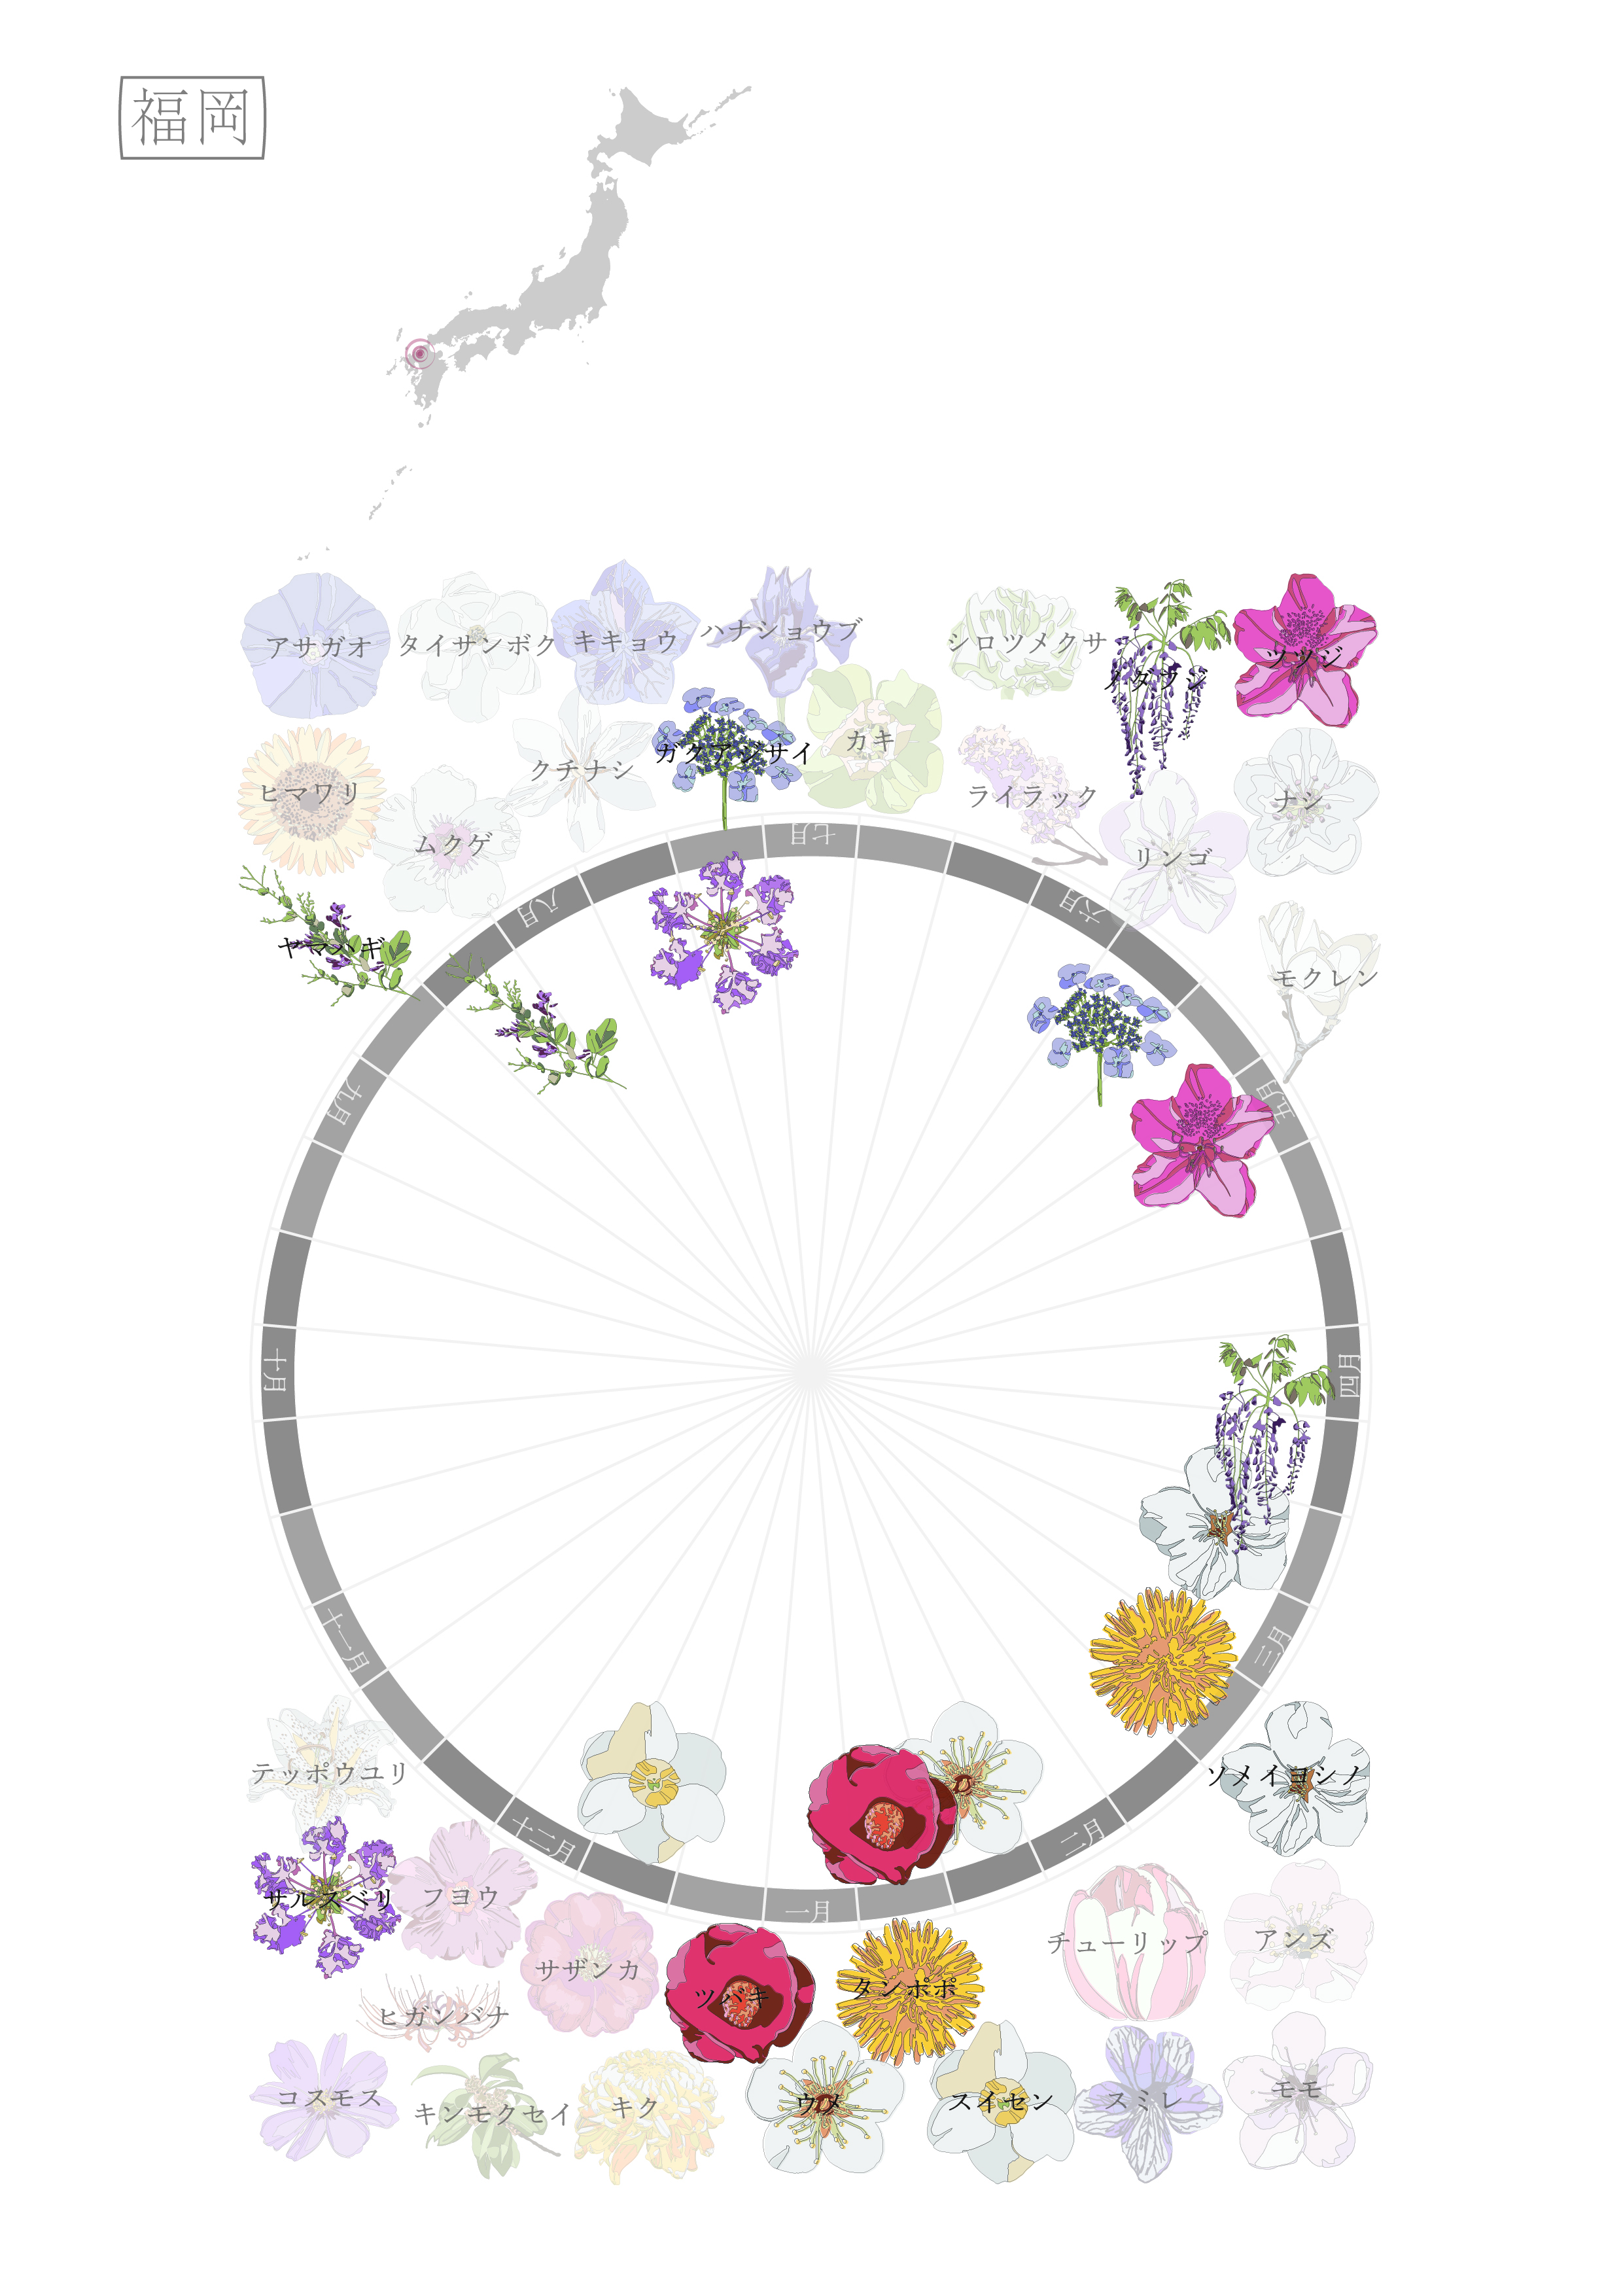 福岡
アサガオ
タイサンボク
キキョウ
ハナショウブ
シロツメクサ
ノダフジ
ツツジ
ヒマワリ
ムクゲ
クチナシ
ガクアジサイ
カキ
ライラック
リンゴ
ナシ
ヤマハギ
モクレン
七月
八月
六月
九月
五月
十月
四月
十一月
三月
十二月
二月
一月
テッポウユリ
ソメイヨシノ
サルスベリ
フヨウ
サザンカ
ツバキ
タンポポ
チューリップ
アンズ
ヒガンバナ
コスモス
キンモクセイ
キク
ウメ
スイセン
スミレ
モモ